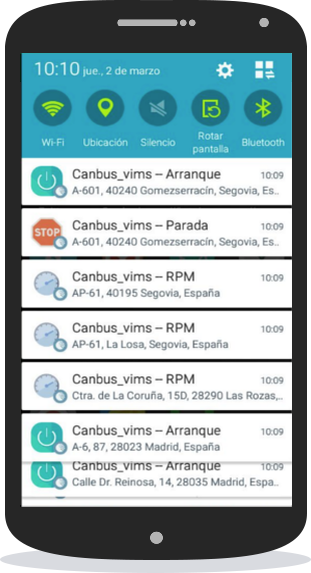 10:10 jue., 2 de marzo
Wi-Fi
Ubicación
Silencio
Rotar pantalla
Bluetooth
Canbus_vims – Arranque 10:09
A-601, 40240 Gomezserracín, Segovia, Es..
STOP
Canbus_vims – Parada 10:09
A-601, 40240 Gomezserracín, Segovia, Es..
Canbus_vims – RPM 10:09
AP-61, 40195 Segovia, España
Canbus_vims – RPM 10:09
AP-61, La Losa, Segovia, España
Canbus_vims – RPM 10:09
Ctra. de La Coruña, 15D, 28290 Las Rozas,..
Canbus_vims – Arranque 10:09
A-6, 87, 28023 Madrid, España
Canbus_vims – Arranque 10:09
Calle Dr. Reinosa, 14, 28035 Madrid, Espa..